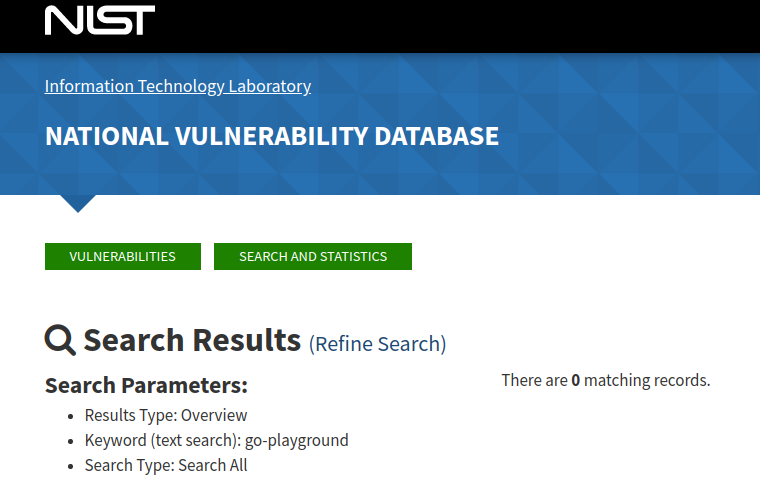 NIST
Information Technology Laboratory
NATIONAL VULNERABILITY DATABASE
VULNERABILITIES
SEARCH AND STATISTICS
Search Results (Refine Search)
Search Parameters:
There are 0 matching records.
Results Type: Overview
Keyword (text search): go-playground
Search Type: Search All